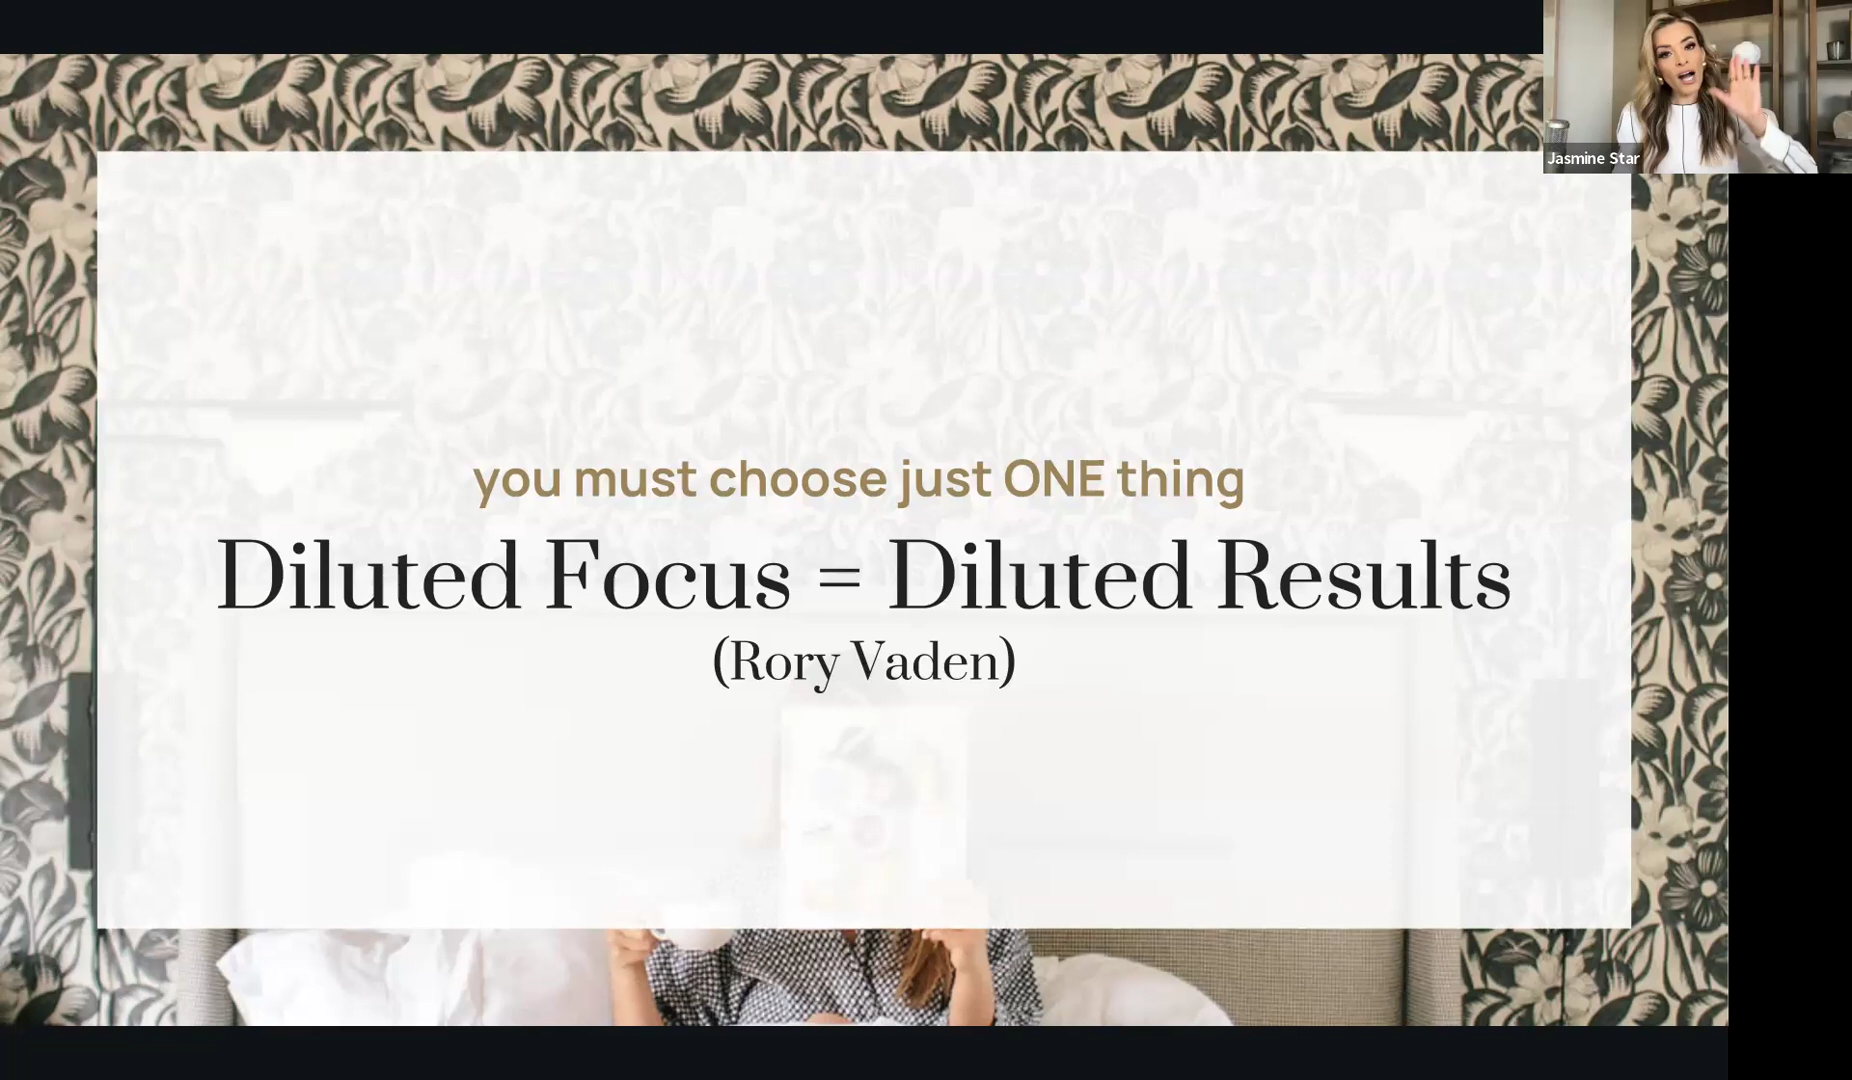 Jasmine Star
you must choose just ONE thing
Diluted Focus = Diluted Results
(Rory Vaden)